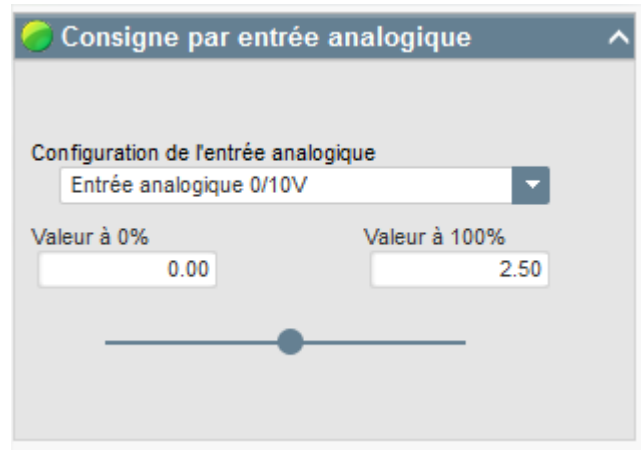 Consigne par entrée analogique
Configuration de l'entrée analogique
Entrée analogique 0/10V
Valeur à 0% Valeur à 100%
0.00 2.50